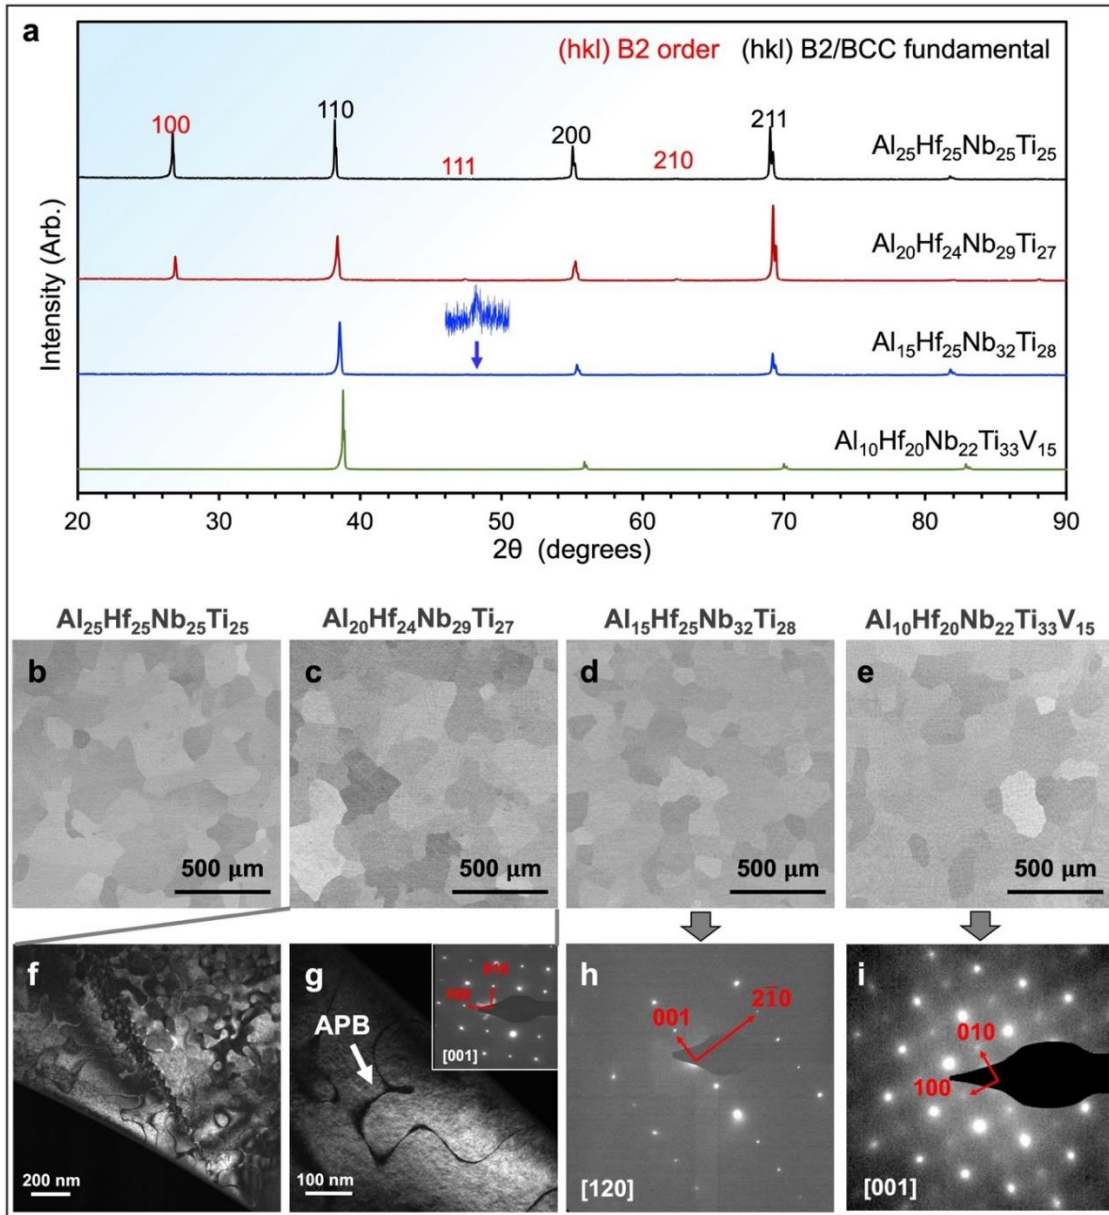 a
(hkl) B2 order (hkl) B2/BCC fundamental
100
110
111
200
210
211
Al₂₅Hf₂₅Nb₂₅Ti₂₅
Al₂₀Hf₂₄Nb₂₉Ti₂₇
Al₁₅Hf₂₅Nb₃₂Ti₂₈
Al₁₀Hf₂₀Nb₂₂Ti₃₃V₁₅
Intensity (Arb.)
20 30 40 50 60 70 80 90
2θ (degrees)
Al₂₅Hf₂₅Nb₂₅Ti₂₅ Al₂₀Hf₂₄Nb₂₉Ti₂₇ Al₁₅Hf₂₅Nb₃₂Ti₂₈ Al₁₀Hf₂₀Nb₂₂Ti₃₃V₁₅
b c d e
500 μm 500 μm 500 μm 500 μm
f
200 nm
g
APB
010
100
[001]
100 nm
h
001
21̅0
[120]
i
010
100
[001]